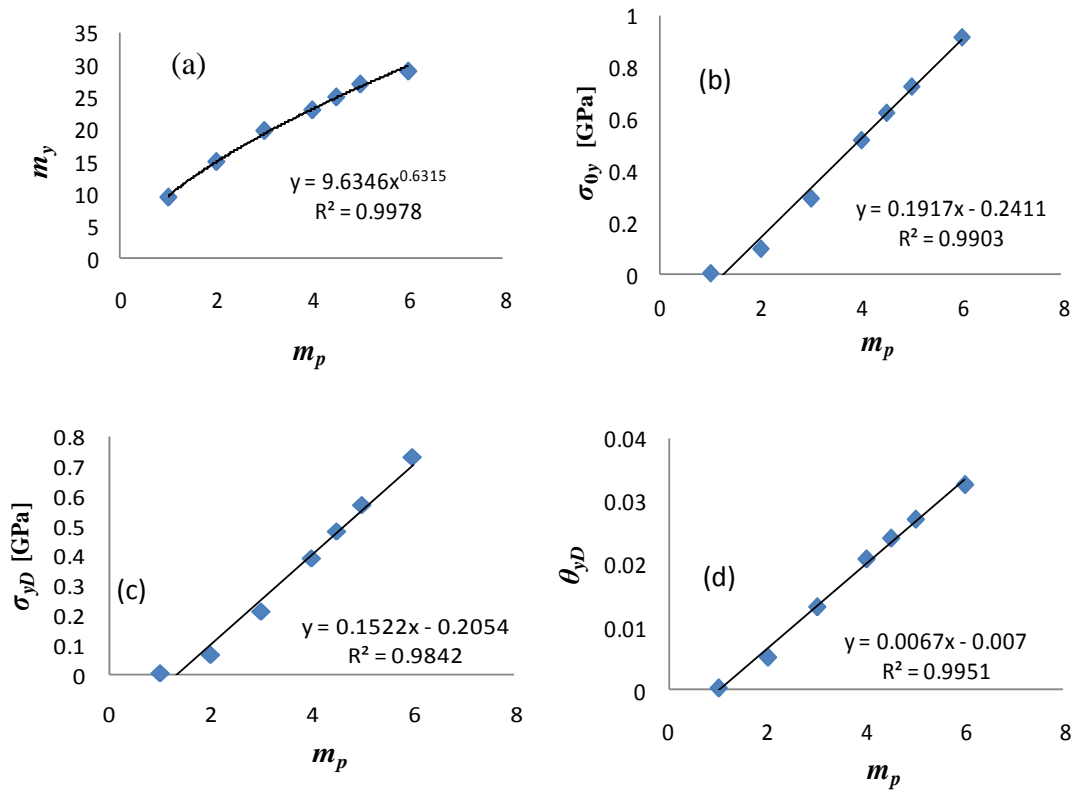 (a)
m_y
35
30
25
20
15
10
5
0
y = 9.6346x^0.6315
R² = 0.9978
0 2 4 6 8
m_p
(b)
σ_0y [GPa]
1
0.8
0.6
0.4
0.2
0
y = 0.1917x - 0.2411
R² = 0.9903
0 2 4 6 8
m_p
(c)
σ_yD [GPa]
0.8
0.7
0.6
0.5
0.4
0.3
0.2
0.1
0
y = 0.1522x - 0.2054
R² = 0.9842
0 2 4 6 8
m_p
(d)
θ_yD
0.04
0.03
0.02
0.01
0
y = 0.0067x - 0.007
R² = 0.9951
0 2 4 6 8
m_p